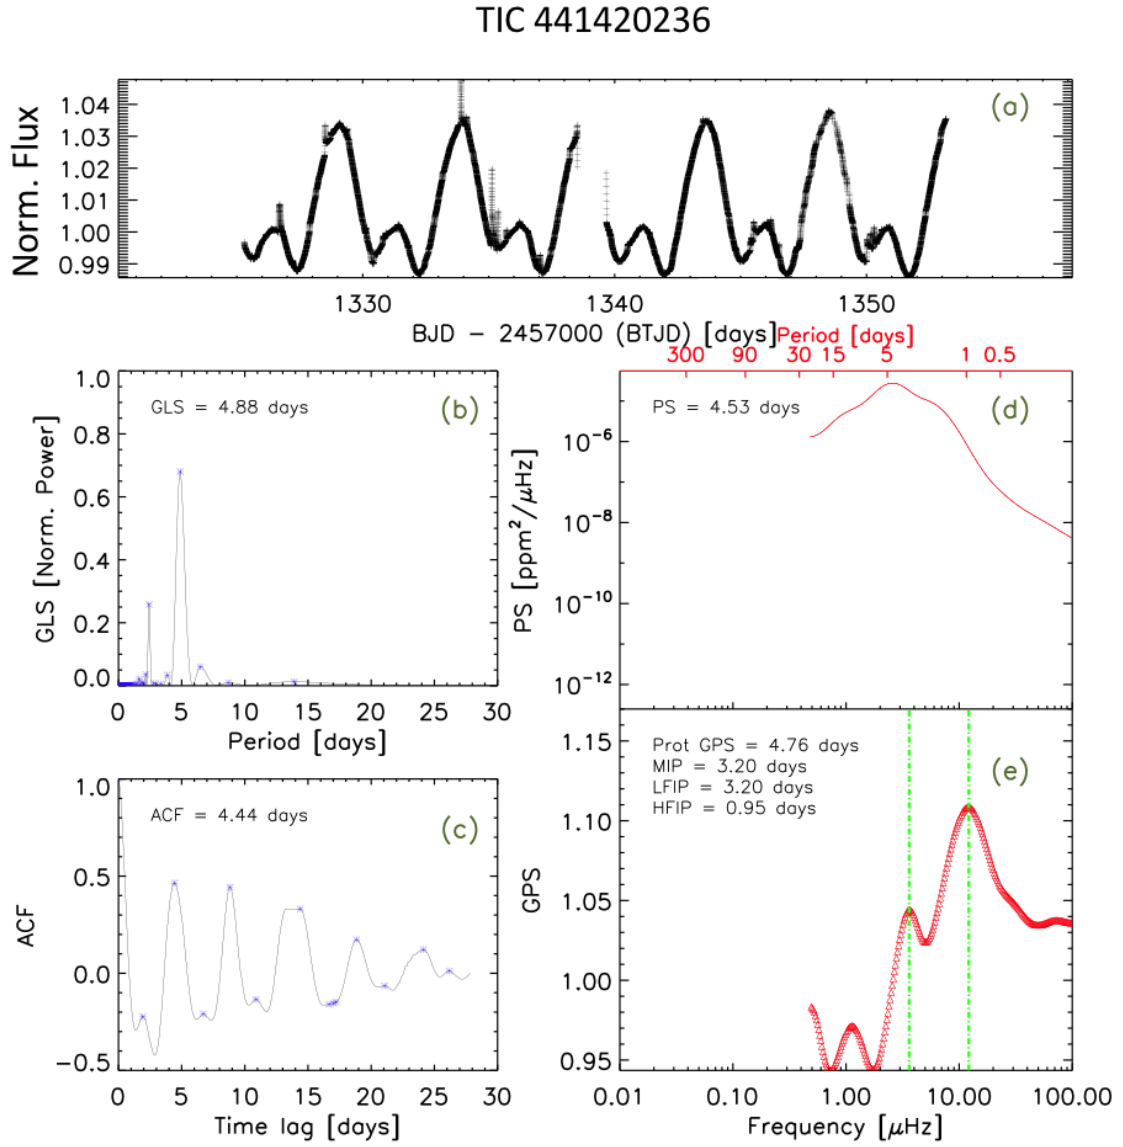 TIC 441420236
Norm. Flux
1.04
1.03
1.02
1.01
1.00
0.99
(a)
1330 1340 1350
BJD − 2457000 (BTJD) [days]
Period [days]
300 90 30 15 5 1 0.5
GLS [Norm. Power]
1.0
0.8
0.6
0.4
0.2
0.0
GLS = 4.88 days
(b)
0 5 10 15 20 25 30
Period [days]
PS [ppm²/μHz]
10⁻⁶
10⁻⁸
10⁻¹⁰
10⁻¹²
PS = 4.53 days
(d)
ACF
1.0
0.5
0.0
−0.5
ACF = 4.44 days
(c)
0 5 10 15 20 25 30
Time lag [days]
GPS
1.15
1.10
1.05
1.00
0.95
Prot GPS = 4.76 days
MIP = 3.20 days
LFIP = 3.20 days
HFIP = 0.95 days
(e)
0.01 0.10 1.00 10.00 100.00
Frequency [μHz]